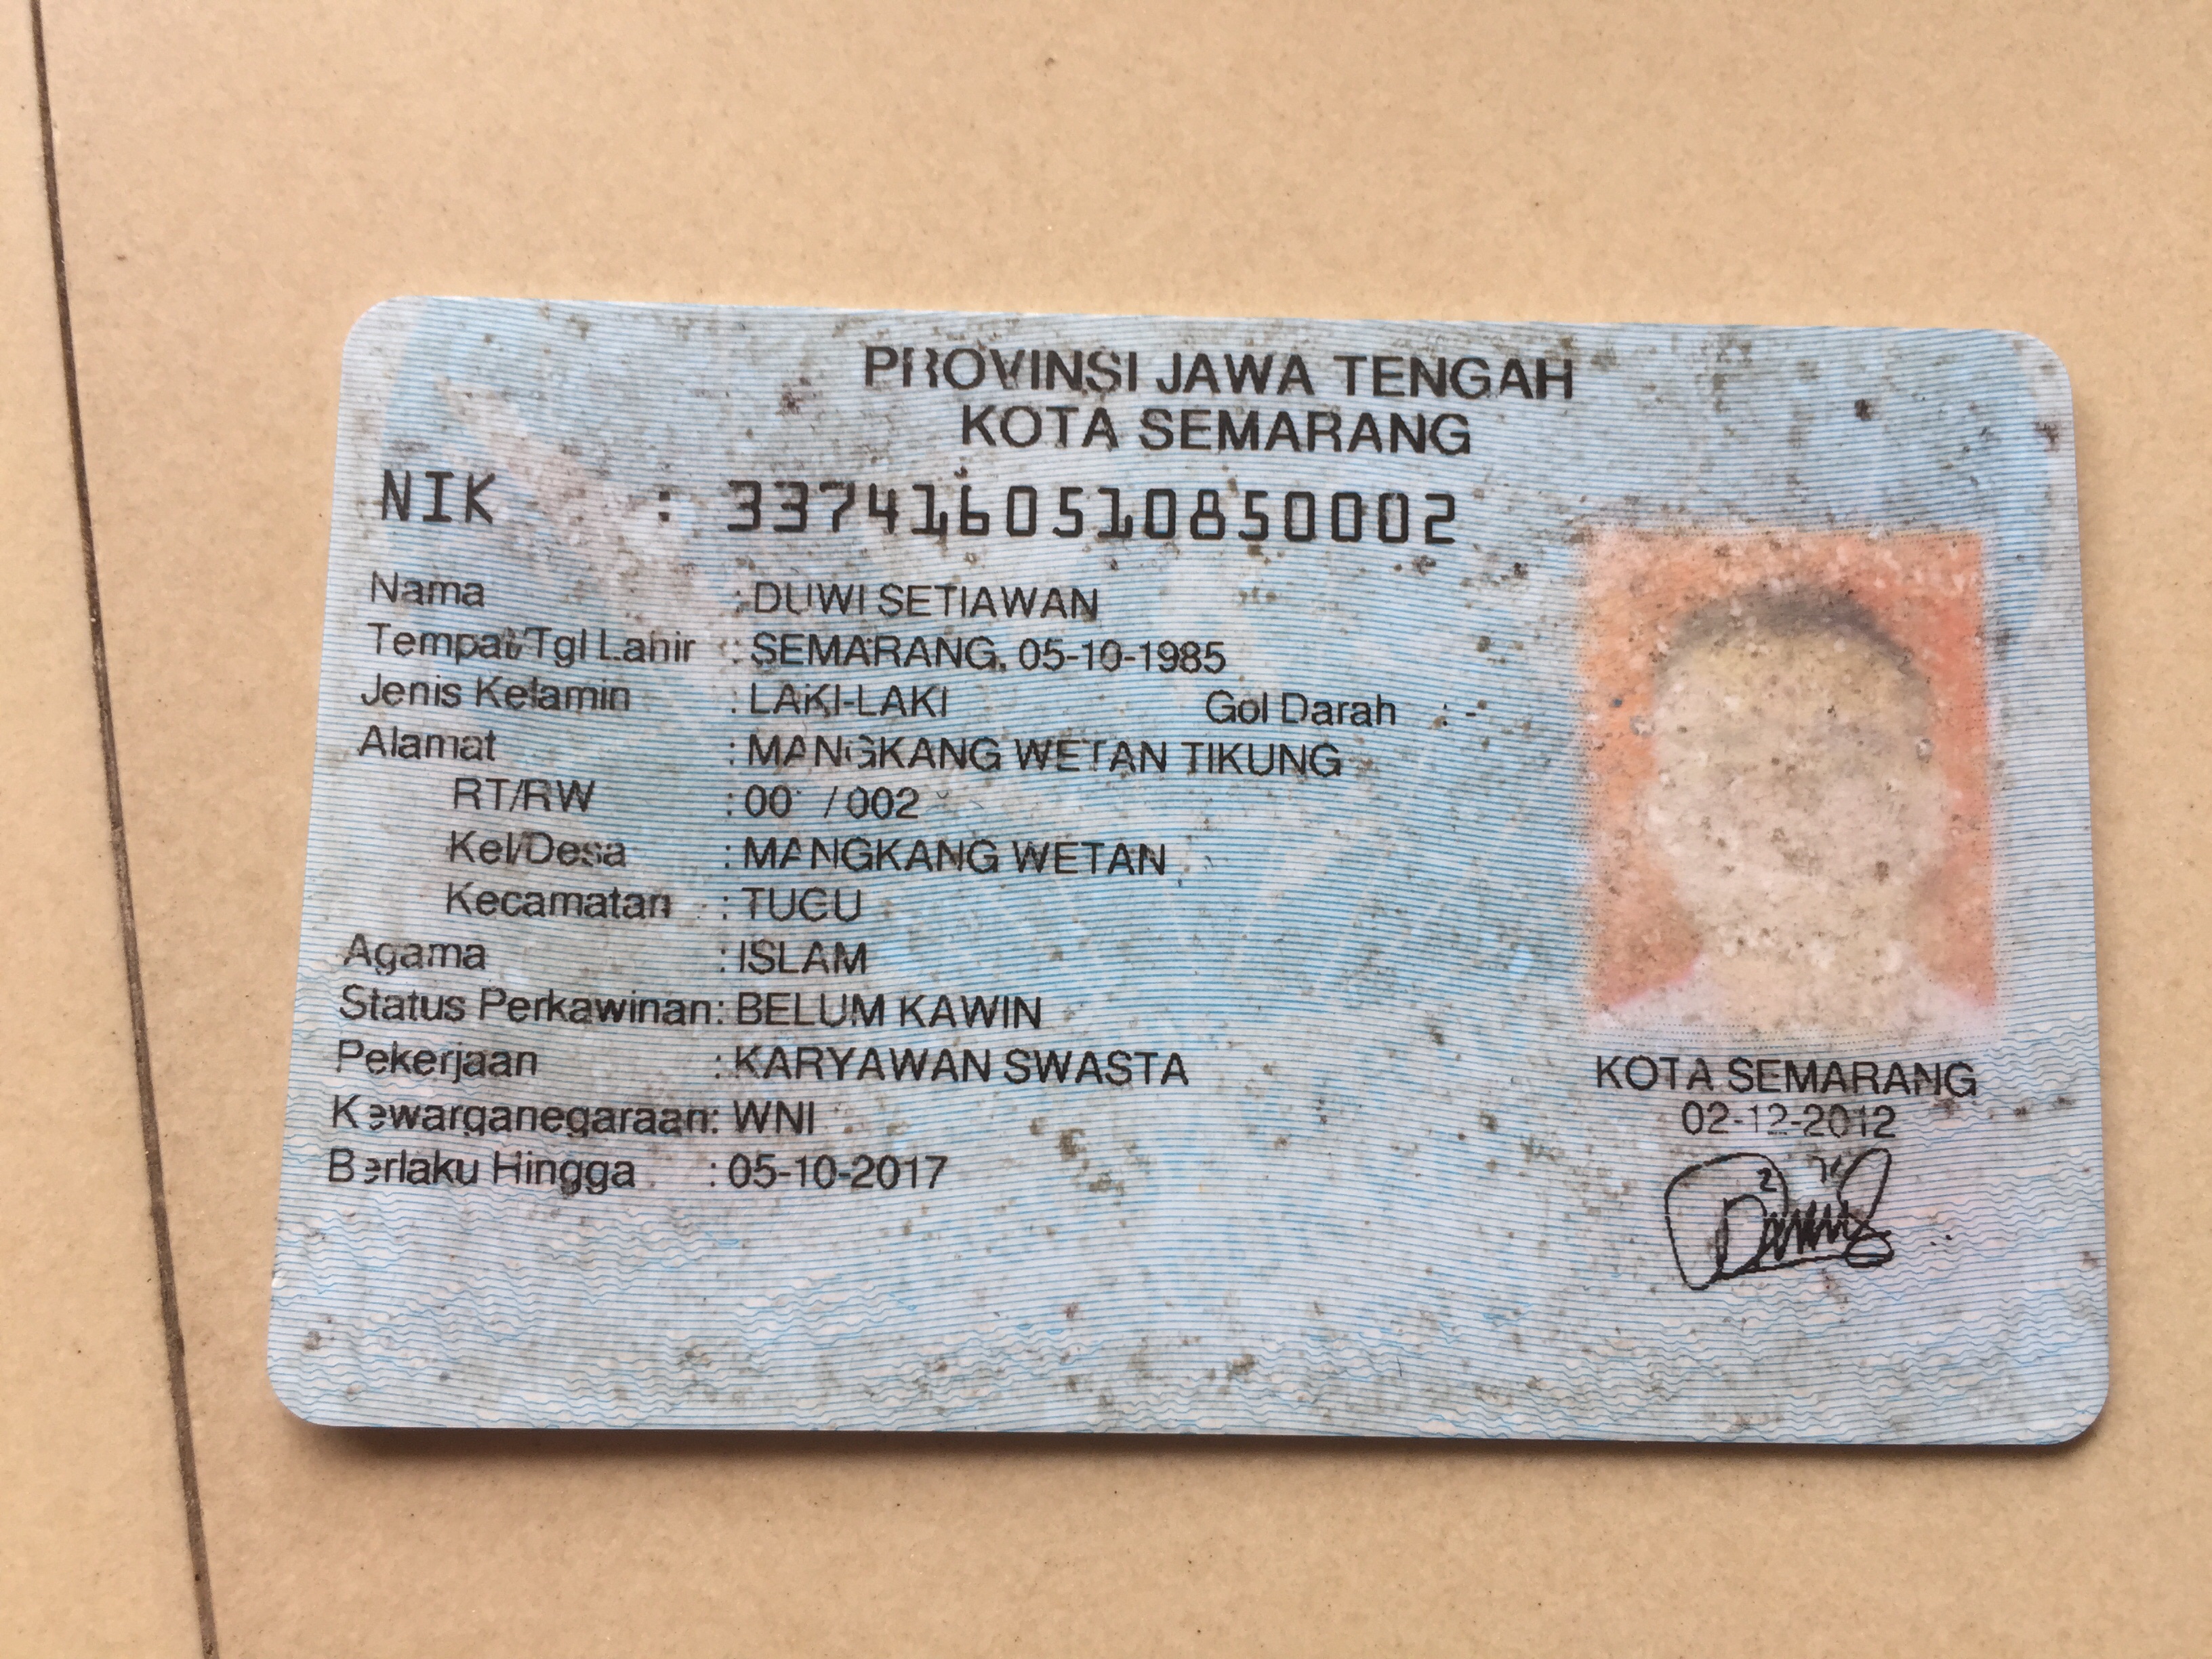 PROVINSI JAWA TENGAH
KOTA SEMARANG
NIK : 3374160510850002
Nama : DUWI SETIAWAN
Tempat/Tgl Lahir : SEMARANG, 05-10-1985
Jenis Kelamin : LAKI-LAKI Gol Darah : -
Alamat : MANGKANG WETAN TIKUNG
RT/RW : /002
Kel/Desa : MANGKANG WETAN
Kecamatan : TUGU
Agama : ISLAM
Status Perkawinan : BELUM KAWIN
Pekerjaan : KARYAWAN SWASTA
Kewarganegaraan : WNI
Berlaku Hingga : 05-10-2017
KOTA SEMARANG
02-12-2012